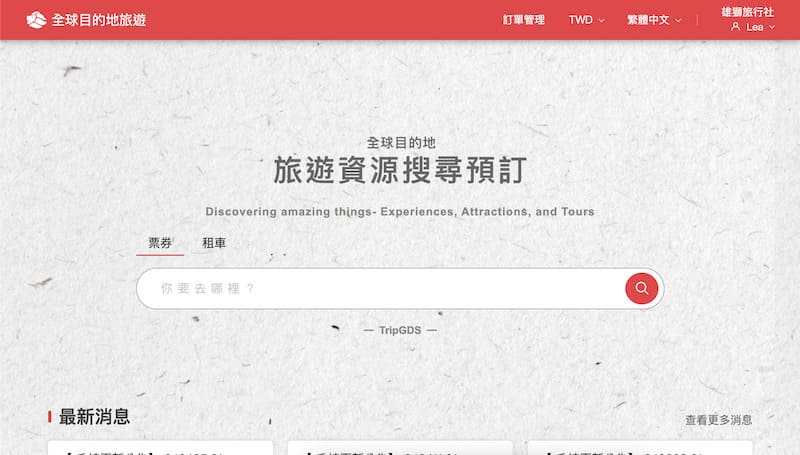 全球目的地旅遊
訂單管理
TWD
繁體中文
雄獅旅行社
Lea
全球目的地
旅遊資源搜尋預訂
Discovering amazing things- Experiences, Attractions, and Tours
票券 租車
你要去哪裡？
— TripGDS —
最新消息
查看更多消息